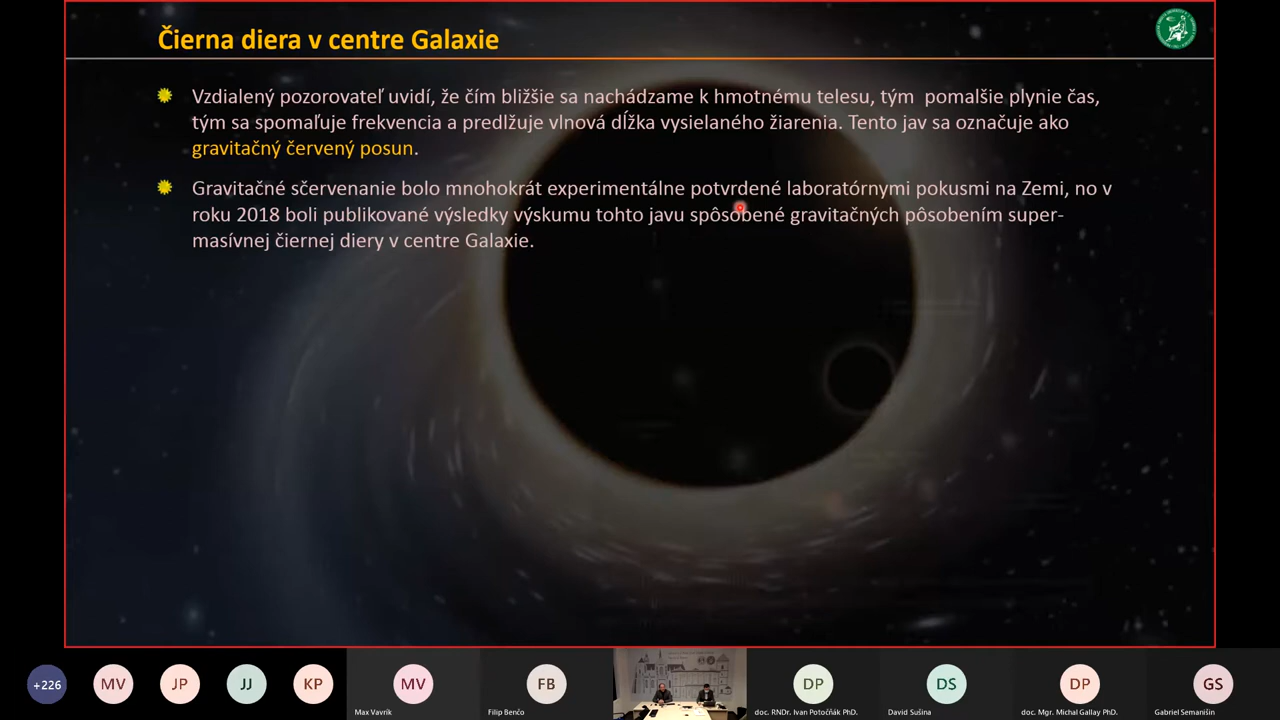 Čierna diera v centre Galaxie
Vzdialený pozorovateľ uvidí, že čím bližšie sa nachádzame k hmotnému telesu, tým pomalšie plynie čas,
tým sa spomaľuje frekvencia a predlžuje vlnová dĺžka vysielaného žiarenia. Tento jav sa označuje ako
gravitačný červený posun.
Gravitačné sčervenanie bolo mnohokrát experimentálne potvrdené laboratórnymi pokusmi na Zemi, no v
roku 2018 boli publikované výsledky výskumu tohto javu spôsobené gravitačných pôsobením super-
masívnej čiernej diery v centre Galaxie.
+226
MV
JP
JJ
KP
MV
FB
DP
DS
DP
GS
Max Vavrík
Filip Benčo
doc. RNDr. Ivan Potočňák PhD.
David Sušina
doc. Mgr. Michal Gallay PhD.
Gabriel Semanišin